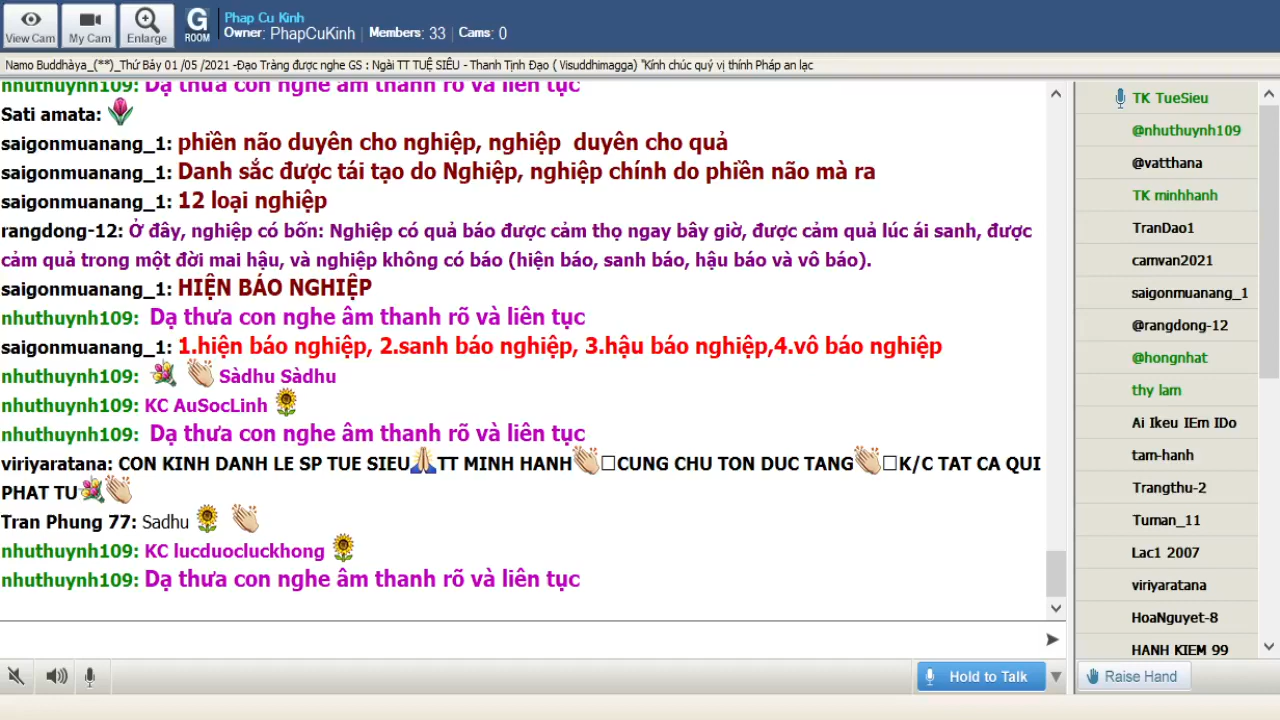 View Cam
My Cam
Enlarge
G
ROOM
Phap Cu Kinh
Owner: PhapCuKinh | Members: 33 | Cams: 0
Namo Buddhàya_(**)_Thứ Bảy 01 /05 /2021 -Đạo Tràng được nghe GS : Ngài TT TUỆ SIÊU - Thanh Tịnh Đạo ( Visuddhimagga) "Kính chúc quý vị thính Pháp an lạc
nhuthuynh109: Dạ thưa con nghe âm thanh rõ và liên tục
Sati amata:
saigonmuanang_1: phiền não duyên cho nghiệp, nghiệp duyên cho quả
saigonmuanang_1: Danh sắc được tái tạo do Nghiệp, nghiệp chính do phiền não mà ra
saigonmuanang_1: 12 loại nghiệp
rangdong-12: Ở đây, nghiệp có bốn: Nghiệp có quả báo được cảm thọ ngay bây giờ, được cảm quả lúc ái sanh, được
cảm quả trong một đời mai hậu, và nghiệp không có báo (hiện báo, sanh báo, hậu báo và vô báo).
saigonmuanang_1: HIỆN BÁO NGHIỆP
nhuthuynh109: Dạ thưa con nghe âm thanh rõ và liên tục
saigonmuanang_1: 1.hiện báo nghiệp, 2.sanh báo nghiệp, 3.hậu báo nghiệp,4.vô báo nghiệp
nhuthuynh109: Sàdhu Sàdhu
nhuthuynh109: KC AuSocLinh
nhuthuynh109: Dạ thưa con nghe âm thanh rõ và liên tục
viriyaratana: CON KINH DANH LE SP TUE SIEU🙏TT MINH HANH👏□CUNG CHU TON DUC TANG👏□K/C TAT CA QUI
PHAT TU
Tran Phung 77: Sadhu
nhuthuynh109: KC lucduocluckhong
nhuthuynh109: Dạ thưa con nghe âm thanh rõ và liên tục
TK TueSieu
@nhuthuynh109
@vatthana
TK minhhanh
TranDao1
camvan2021
saigonmuanang_1
@rangdong-12
@hongnhat
thy lam
Ai Ikeu IEm IDo
tam-hanh
Trangthu-2
Tuman_11
Lac1 2007
viriyaratana
HoaNguyet-8
HANH KIEM 99
Hold to Talk
Raise Hand